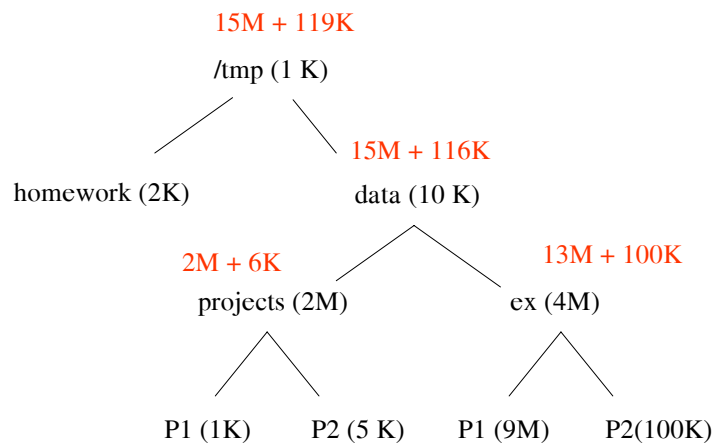 15M + 119K
/tmp (1 K)
15M + 116K
homework (2K)
data (10 K)
2M + 6K
13M + 100K
projects (2M)
ex (4M)
P1 (1K)
P2 (5 K)
P1 (9M)
P2(100K)